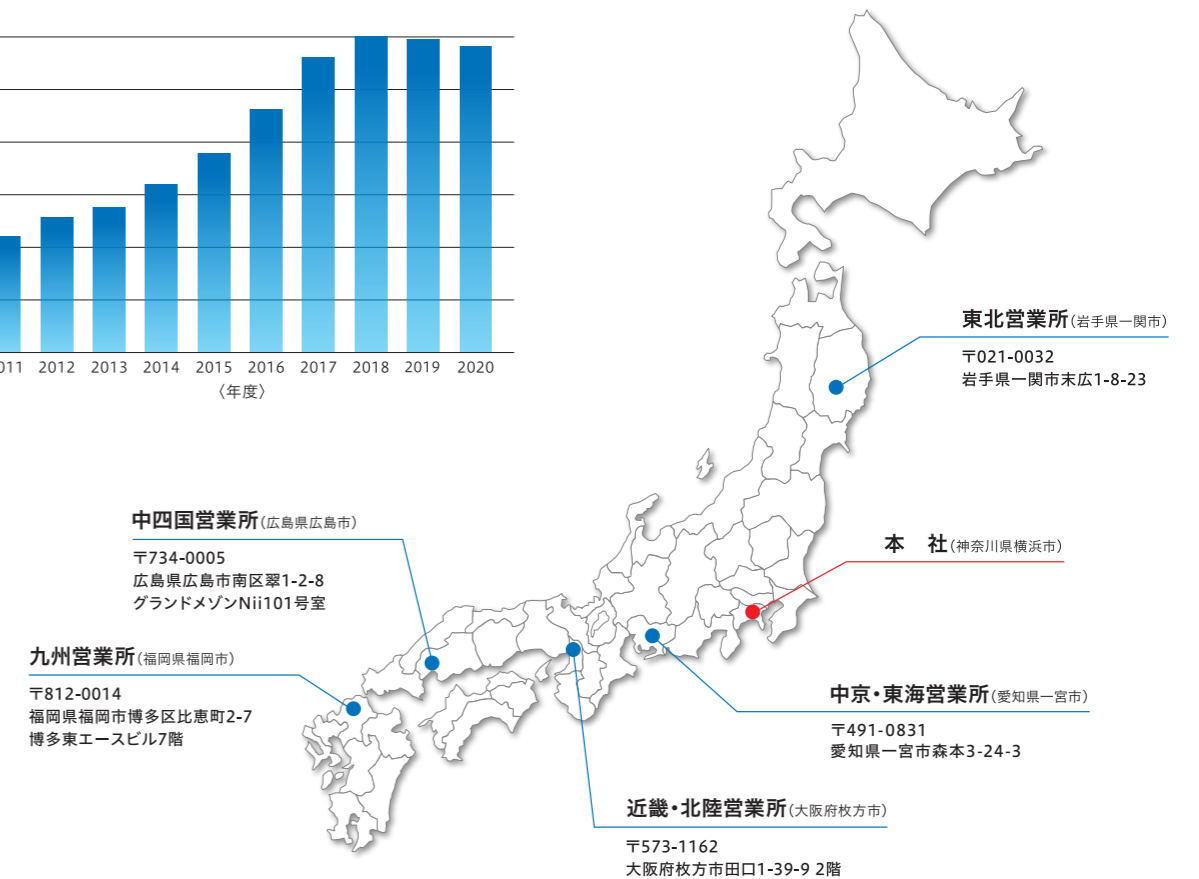 011 2012 2013 2014 2015 2016 2017 2018 2019 2020
〈年度〉
東北営業所(岩手県一関市)
〒021-0032
岩手県一関市末広1-8-23
中四国営業所(広島県広島市)
〒734-0005
広島県広島市南区翠1-2-8
グランドメゾンNii101号室
本　社(神奈川県横浜市)
九州営業所(福岡県福岡市)
〒812-0014
福岡県福岡市博多区比恵町2-7
博多東エースビル7階
中京・東海営業所(愛知県一宮市)
〒491-0831
愛知県一宮市森本3-24-3
近畿・北陸営業所(大阪府枚方市)
〒573-1162
大阪府枚方市田口1-39-9 2階